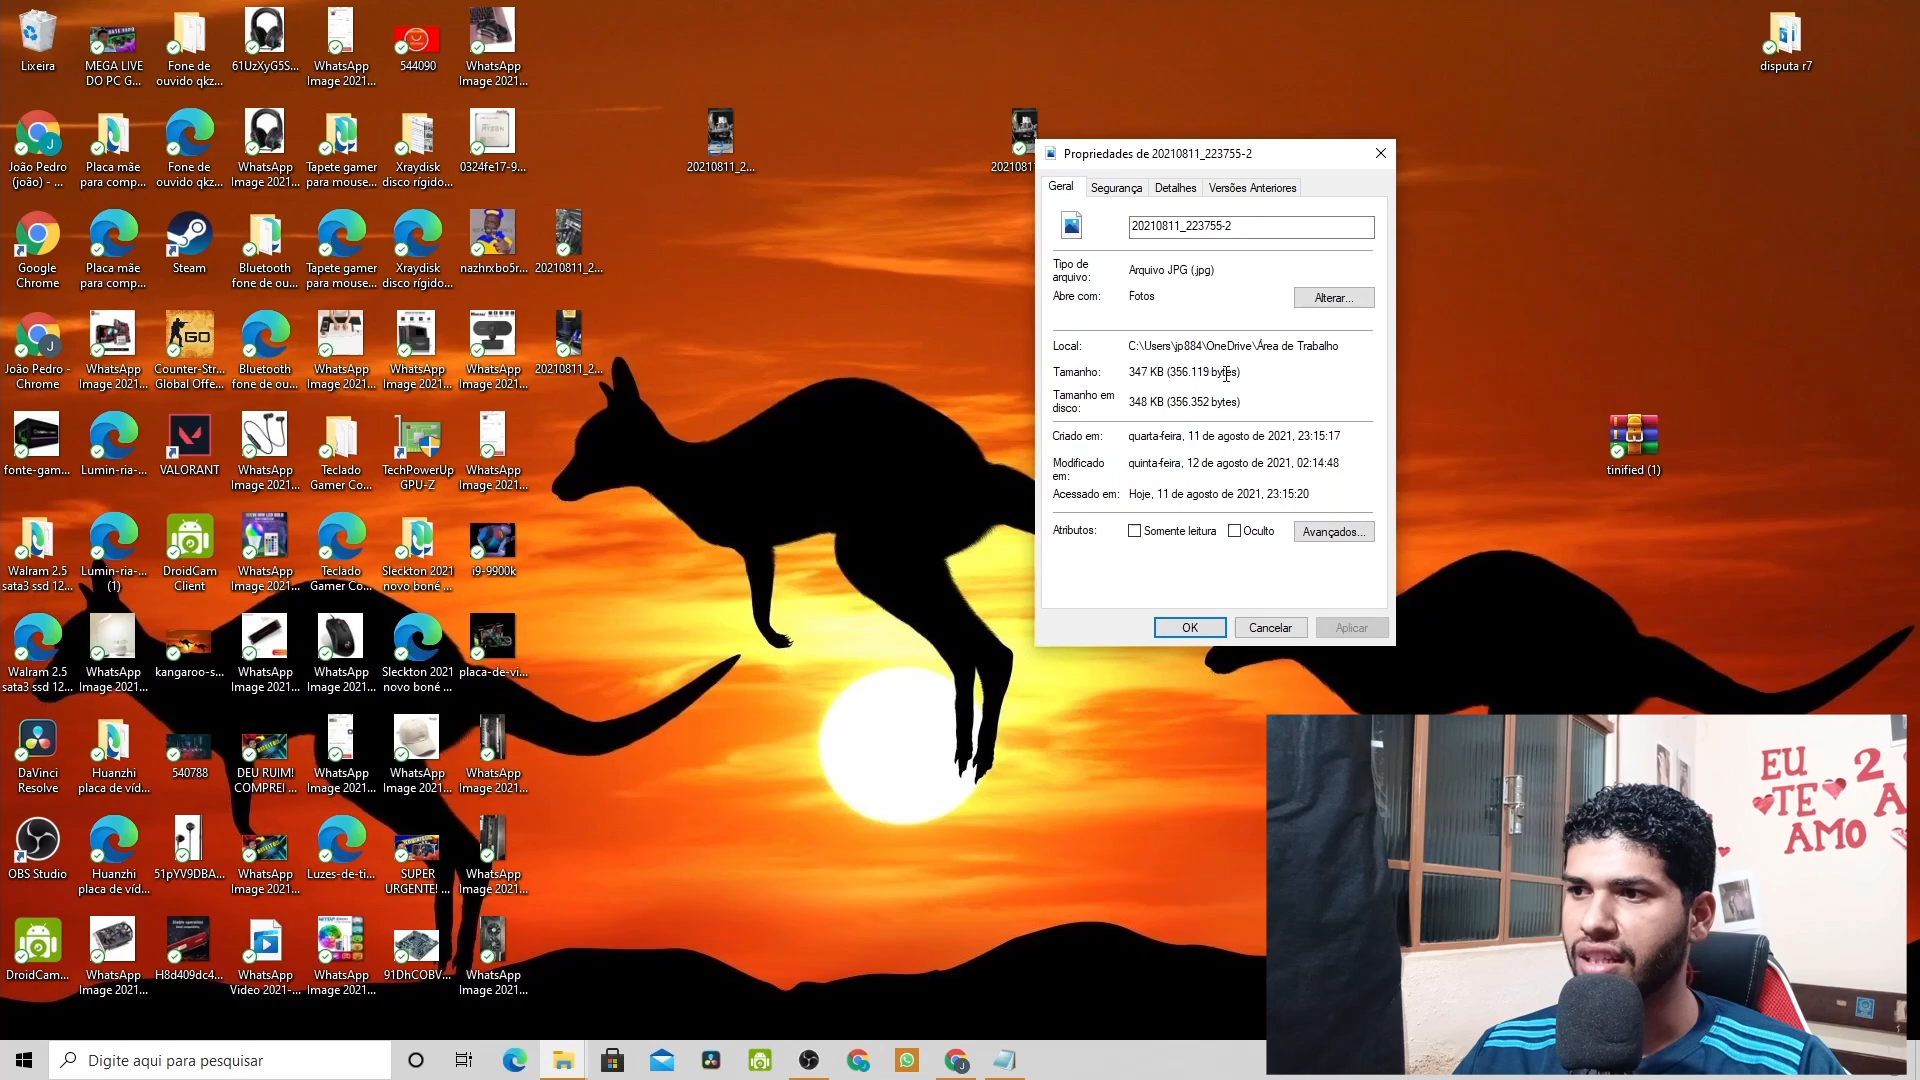 Lixeira
MEGA LIVE
DO PC G...
Fone de
ouvido qkz...
61UzXyG5S...
WhatsApp
Image 2021...
544090
WhatsApp
Image 2021...
disputa r7
João Pedro
(joão) - ...
Placa mãe
para comp...
Fone de
ouvido qkz...
WhatsApp
Image 2021...
Tapete gamer
para mouse...
Xraydisk
disco rígido...
0324fe17-9...
20210811_2...
2021081
Google
Chrome
Placa mãe
para comp...
Steam
Bluetooth
fone de ou...
Tapete gamer
para mouse...
Xraydisk
disco rígido...
nazhrxbo5r...
20210811_2...
João Pedro -
Chrome
WhatsApp
Image 2021...
GO
Counter-Str...
Global Offe...
Bluetooth
fone de ou...
WhatsApp
Image 2021...
WhatsApp
Image 2021...
WhatsApp
Image 2021...
20210811_2...
fonte-gam...
Lumin-ria-...
VALORANT
WhatsApp
Image 2021...
Teclado
Gamer Co...
TechPowerUp
GPU-Z
WhatsApp
Image 2021...
tinified (1)
Walram 2.5
sata3 ssd 12...
Lumin-ria-...
(1)
DroidCam
Client
WhatsApp
Image 2021...
Teclado
Gamer Co...
Sleckton 2021
novo boné ...
i9-9900k
Walram 2.5
sata3 ssd 12...
WhatsApp
Image 2021...
kangaroo-s...
WhatsApp
Image 2021...
WhatsApp
Image 2021...
Sleckton 2021
novo boné ...
placa-de-vi...
DaVinci
Resolve
Huanzhi
placa de víd...
540788
DEU RUIM!
COMPREI ...
WhatsApp
Image 2021...
WhatsApp
Image 2021...
WhatsApp
Image 2021...
OBS Studio
Huanzhi
placa de víd...
51pYV9DBA...
WhatsApp
Image 2021...
Luzes-de-ti...
SUPER
URGENTE! ...
WhatsApp
Image 2021...
DroidCam...
WhatsApp
Image 2021...
H8d409dc4...
WhatsApp
Video 2021-...
WhatsApp
Image 2021...
91DhCOBV...
WhatsApp
Image 2021...
Propriedades de 20210811_223755-2
Geral
Segurança
Detalhes
Versões Anteriores
20210811_223755-2
Tipo de
arquivo:
Arquivo JPG (.jpg)
Abre com:
Fotos
Alterar...
Local:
C:\Users\jp884\OneDrive\Área de Trabalho
Tamanho:
347 KB (356.119 bytes)
Tamanho em
disco:
348 KB (356.352 bytes)
Criado em:
quarta-feira, 11 de agosto de 2021, 23:15:17
Modificado
em:
quinta-feira, 12 de agosto de 2021, 02:14:48
Acessado em:
Hoje, 11 de agosto de 2021, 23:15:20
Atributos:
Somente leitura
Oculto
Avançados...
OK
Cancelar
Aplicar
EU
TE
AMO
2
A
Digite aqui para pesquisar